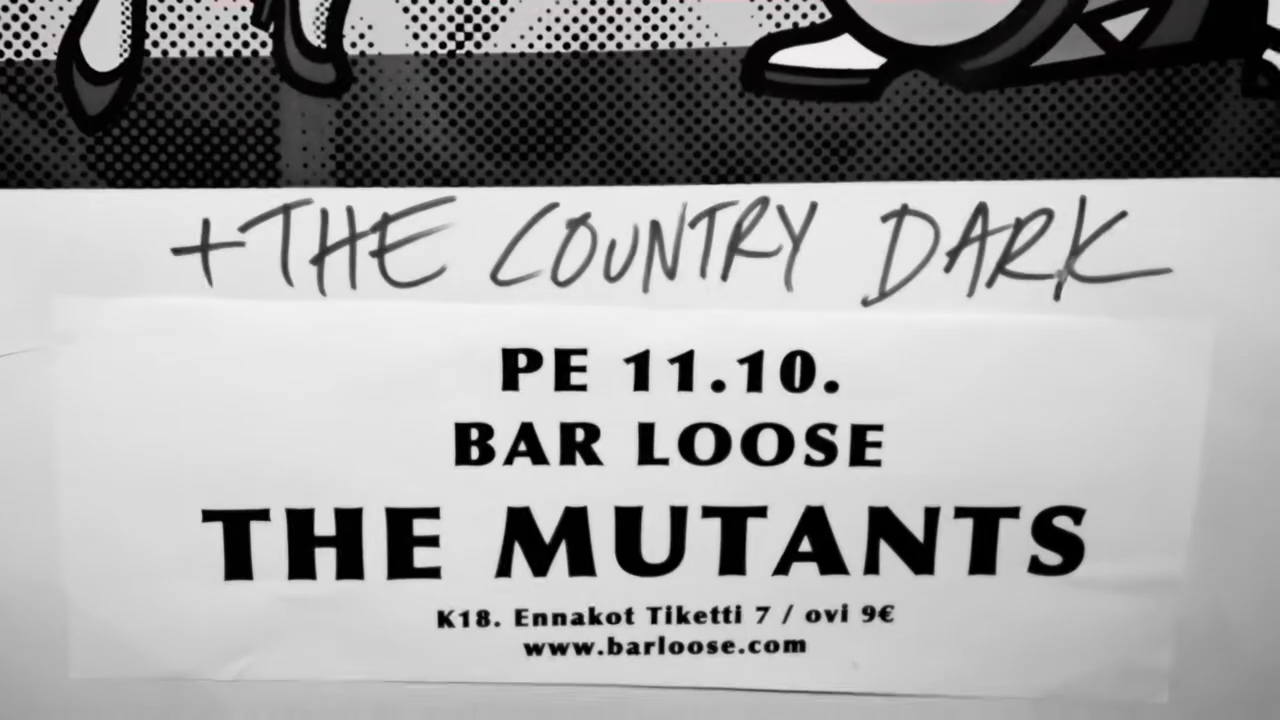 + THE COUNTRY DARK
PE 11.10.
BAR LOOSE
THE MUTANTS
K18. Ennakot Tiketti 7 / ovi 9€
www.barloose.com